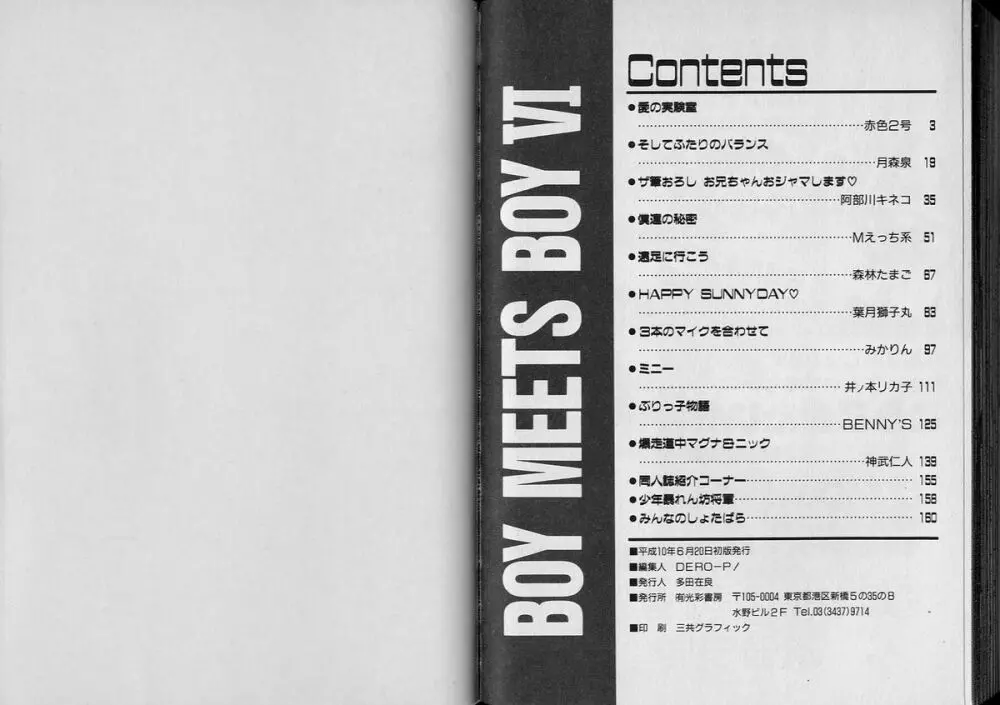 BOY MEETS BOY VI
Contents
●愛の実験室
赤色2号 3
●そしてふたりのバランス
月森泉 19
●ザ筆おろし お兄ちゃんおジャマします♡
阿部川キネコ 35
●僕達の秘密
Mえっち系 51
●遠足に行こう
森林たまご 67
●HAPPY SUNNYDAY♡
葉月獅子丸 83
●3本のマイクを合わせて
みかりん 97
●ミニー
井ノ本リカ子 111
●ぶりっ子物語
BENNY'S 125
●爆走道中マグナ&ニック
神武仁人 139
●同人誌紹介コーナー 155
●少年暴れん坊将軍 158
●みんなのしょたばら 160
■平成10年6月20日初版発行
■編集人 DERO-P/
■発行人 多田在良
■発行所 ㈲光彩書房 〒105-0004 東京都港区新橋5の35の8
水野ビル2F Tel.03(3437)9714
■印 刷 三共グラフィック